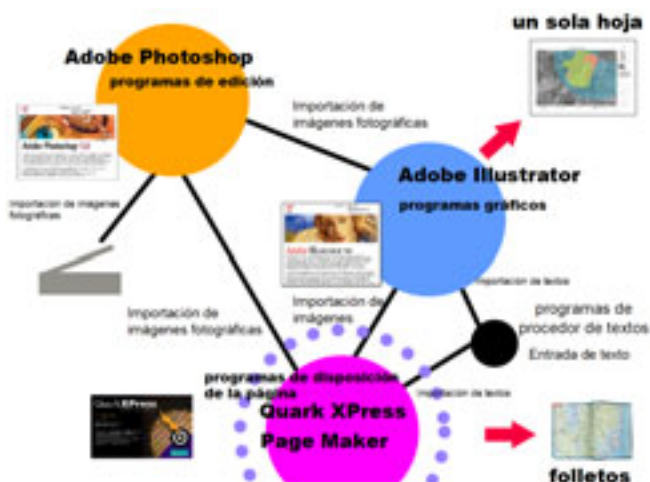 un sola hoja
Adobe Photoshop
programas de edición
Importación de
imágenes fotográficas
Adobe Photoshop
Importación de imágenes
fotográficas
Adobe Illustrator
programas gráficos
Adobe Illustrator
Importación de textos
Importación de
imágenes
Importación de
imágenes fotográficas
programas de
procedor de textos
Entrada de texto
programas de disposición
de la página
Importación de textos
Quark XPress
Page Maker
QuarkXPress
folletos